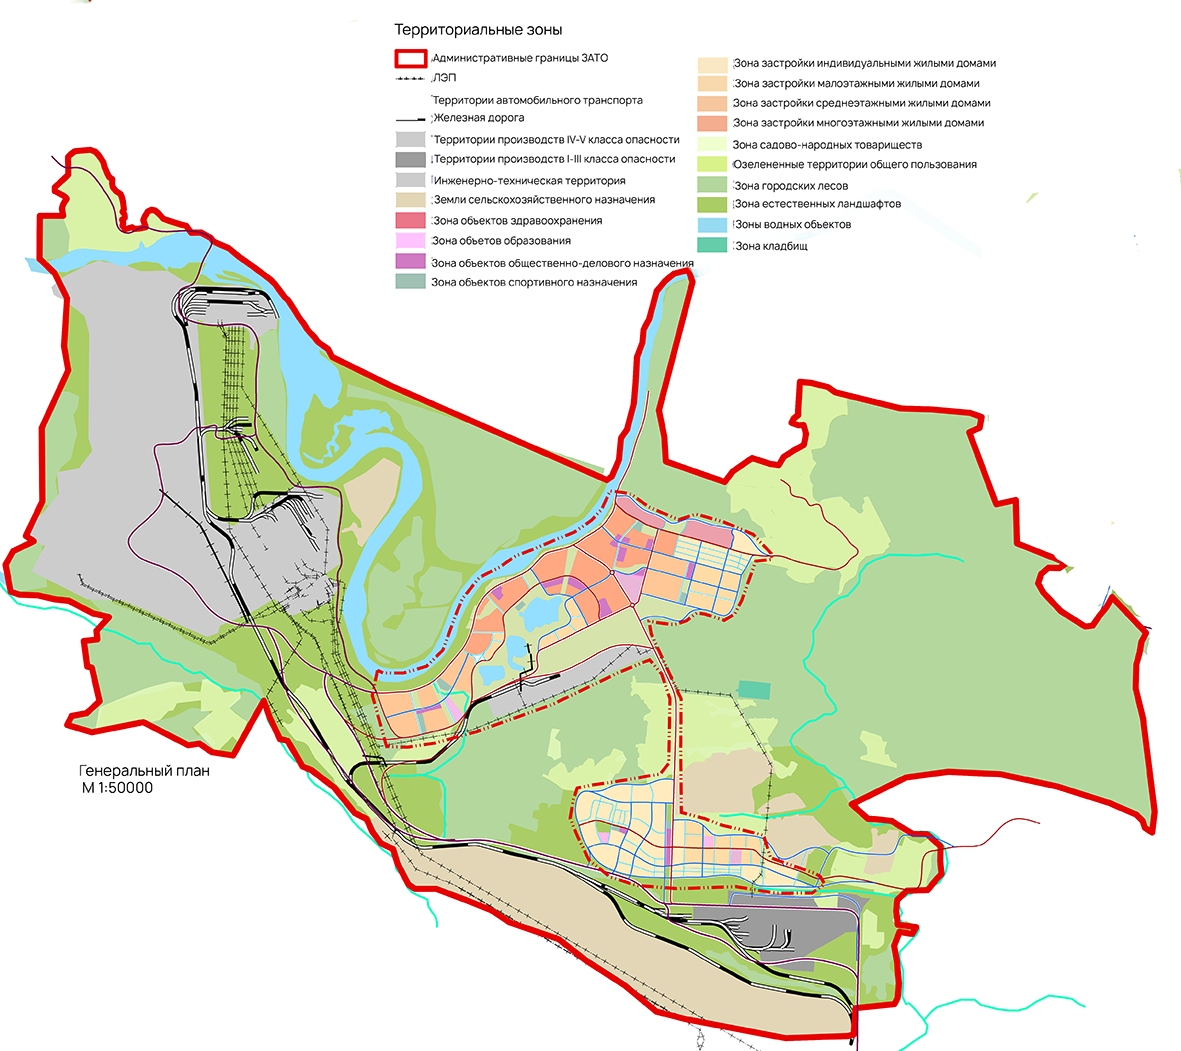 Территориальные зоны
Административные границы ЗАТО
ЛЭП
Территории автомобильного транспорта
Железная дорога
Территории производств IV-V класса опасности
Территории производств I-III класса опасности
Инженерно-техническая территория
Земли сельскохозяйственного назначения
Зона объектов здравоохранения
Зона объетов образования
Зона объектов общественно-делового назначения
Зона объектов спортивного назначения
Зона застройки индивидуальными жилыми домами
Зона застройки малоэтажными жилыми домами
Зона застройки среднеэтажными жилыми домами
Зона застройки многоэтажными жилыми домами
Зона садово-народных товариществ
Озелененные территории общего пользования
Зона городских лесов
Зона естественных ландшафтов
Зоны водных объектов
Зона кладбищ
Генеральный план
М 1:50000